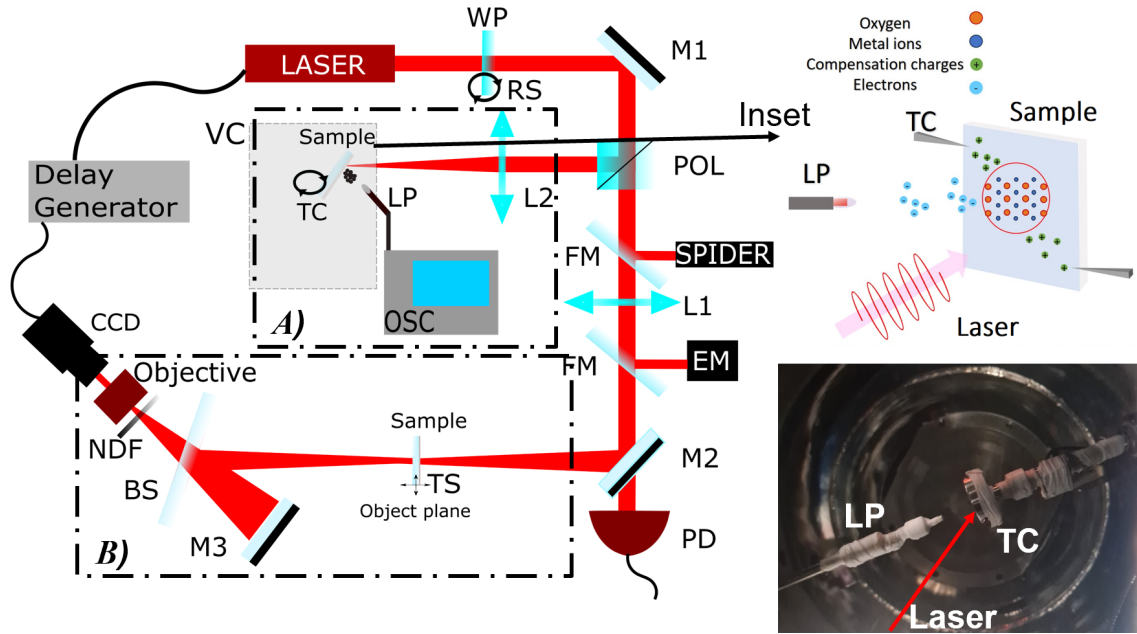 WP
M1
LASER
RS
Inset
VC
Sample
POL
Delay
Generator
TC
LP
L2
FM
SPIDER
A)
OSC
L1
CCD
FM
EM
Objective
Sample
NDF
M2
BS
TS
Object plane
M3
B)
PD
Oxygen
Metal ions
Compensation charges
+
Electrons
-
Sample
TC
LP
Laser
LP
TC
Laser